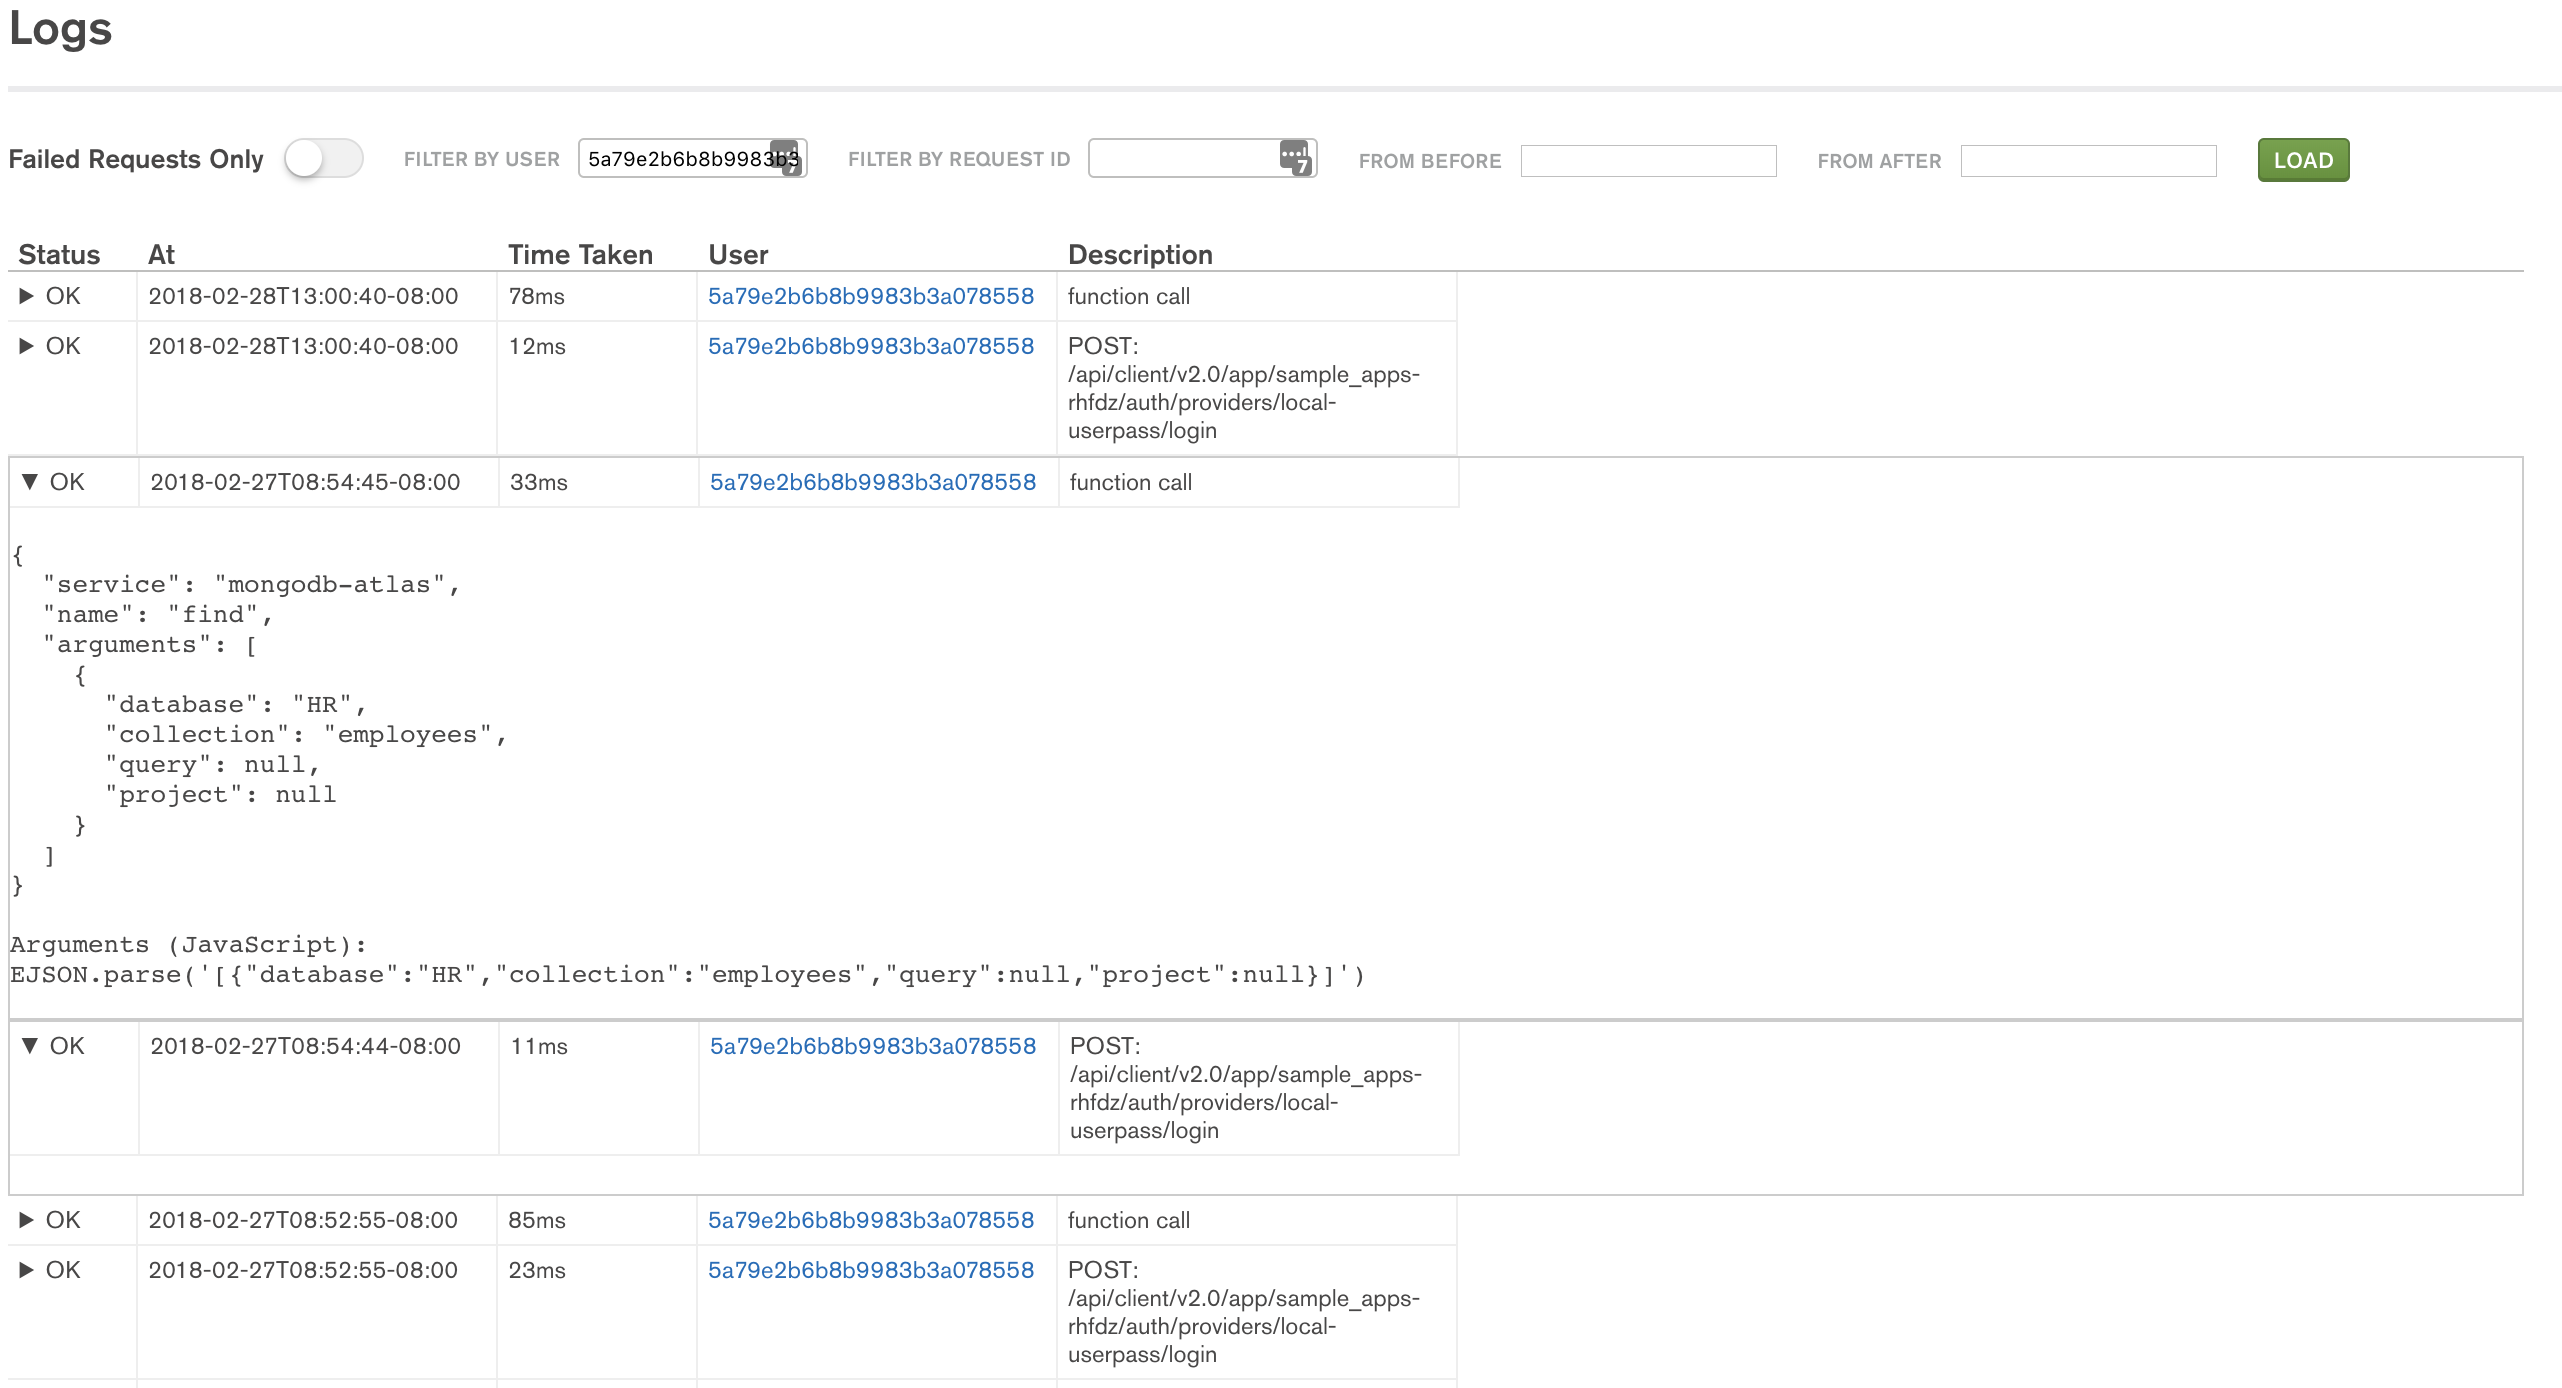 Logs
Failed Requests Only FILTER BY USER 5a79e2b6b8b9983b3 FILTER BY REQUEST ID FROM BEFORE FROM AFTER LOAD
7 7
Status At Time Taken User Description
OK 2018-02-28T13:00:40-08:00 78ms 5a79e2b6b8b9983b3a078558 function call
OK 2018-02-28T13:00:40-08:00 12ms 5a79e2b6b8b9983b3a078558 POST:
/api/client/v2.0/app/sample_apps-
rhfdz/auth/providers/local-
userpass/login
OK 2018-02-27T08:54:45-08:00 33ms 5a79e2b6b8b9983b3a078558 function call
{
"service": "mongodb-atlas",
"name": "find",
"arguments": [
{
"database": "HR",
"collection": "employees",
"query": null,
"project": null
}
]
}
Arguments (JavaScript):
EJSON.parse('[{"database":"HR","collection":"employees","query":null,"project":null}]')
OK 2018-02-27T08:54:44-08:00 11ms 5a79e2b6b8b9983b3a078558 POST:
/api/client/v2.0/app/sample_apps-
rhfdz/auth/providers/local-
userpass/login
OK 2018-02-27T08:52:55-08:00 85ms 5a79e2b6b8b9983b3a078558 function call
OK 2018-02-27T08:52:55-08:00 23ms 5a79e2b6b8b9983b3a078558 POST:
/api/client/v2.0/app/sample_apps-
rhfdz/auth/providers/local-
userpass/login